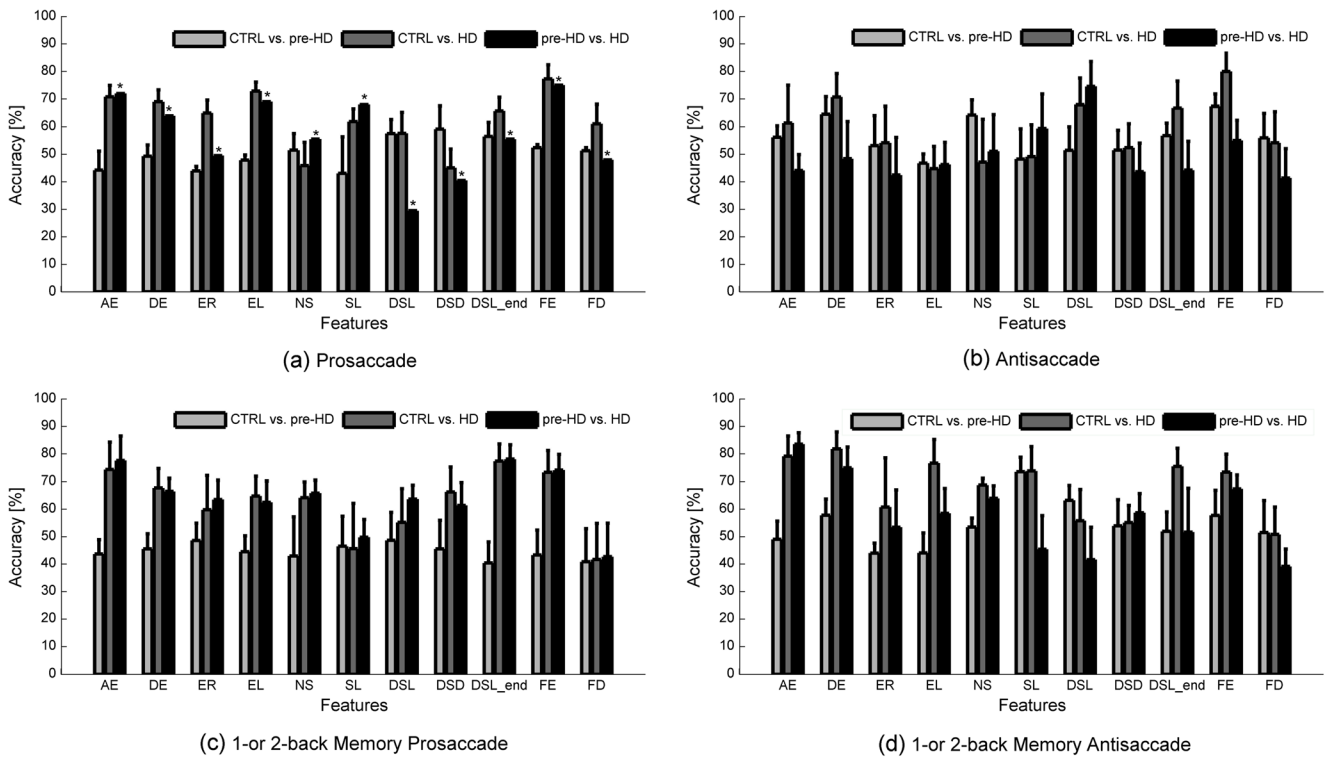 100
90
80
70
60
50
40
30
20
10
0
Accuracy [%]
CTRL vs. pre-HD CTRL vs. HD pre-HD vs. HD
* * * * * * * * * * *
AE DE ER EL NS SL DSL DSD DSL_end FE FD
Features
(a) Prosaccade
100
90
80
70
60
50
40
30
20
10
0
Accuracy [%]
CTRL vs. pre-HD CTRL vs. HD pre-HD vs. HD
AE DE ER EL NS SL DSL DSD DSL_end FE FD
Features
(b) Antisaccade
100
90
80
70
60
50
40
30
20
10
0
Accuracy [%]
CTRL vs. pre-HD CTRL vs. HD pre-HD vs. HD
AE DE ER EL NS SL DSL DSD DSL_end FE FD
Features
(c) 1-or 2-back Memory Prosaccade
100
90
80
70
60
50
40
30
20
10
0
Accuracy [%]
CTRL vs. pre-HD CTRL vs. HD pre-HD vs. HD
AE DE ER EL NS SL DSL DSD DSL_end FE FD
Features
(d) 1-or 2-back Memory Antisaccade